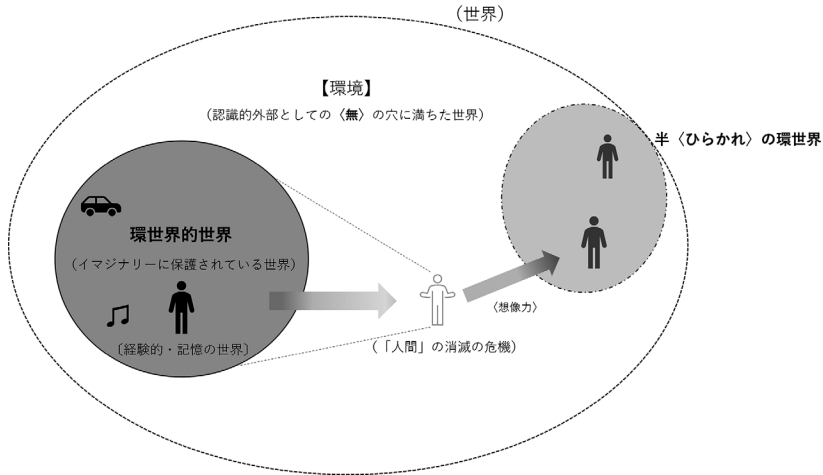 （世界）
【環境】
（認識的外部としての〈無〉の穴に満ちた世界）
半〈ひらかれ〉の環世界
環世界的世界
（イマジナリーに保護されている世界）
〈想像力〉
（「人間」の消滅の危機）
〔経験的・記憶の世界〕